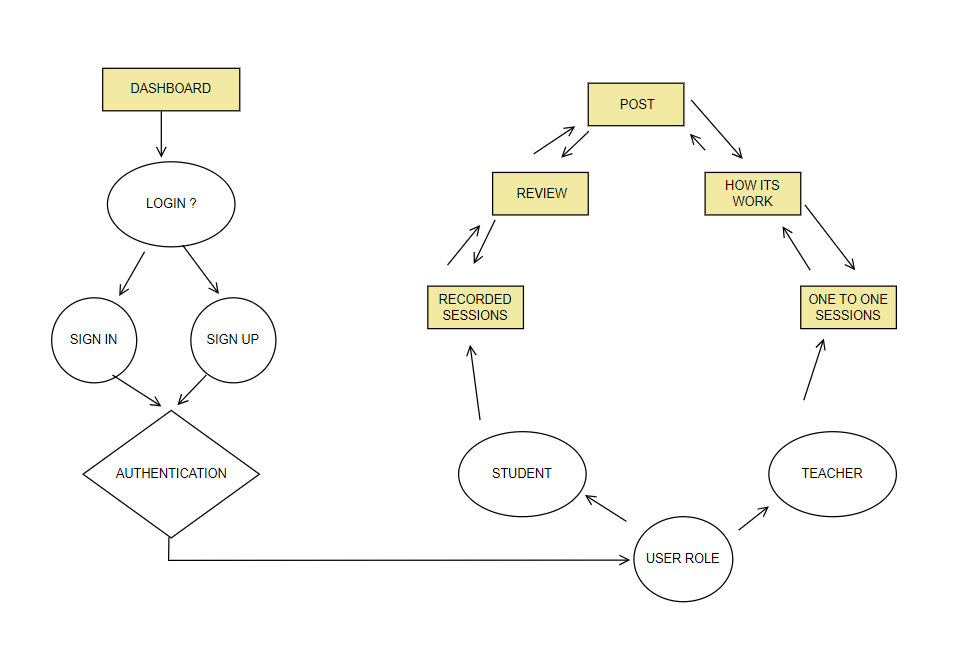 DASHBOARD
LOGIN ?
SIGN IN
SIGN UP
AUTHENTICATION
POST
REVIEW
HOW ITS
WORK
RECORDED
SESSIONS
ONE TO ONE
SESSIONS
STUDENT
TEACHER
USER ROLE